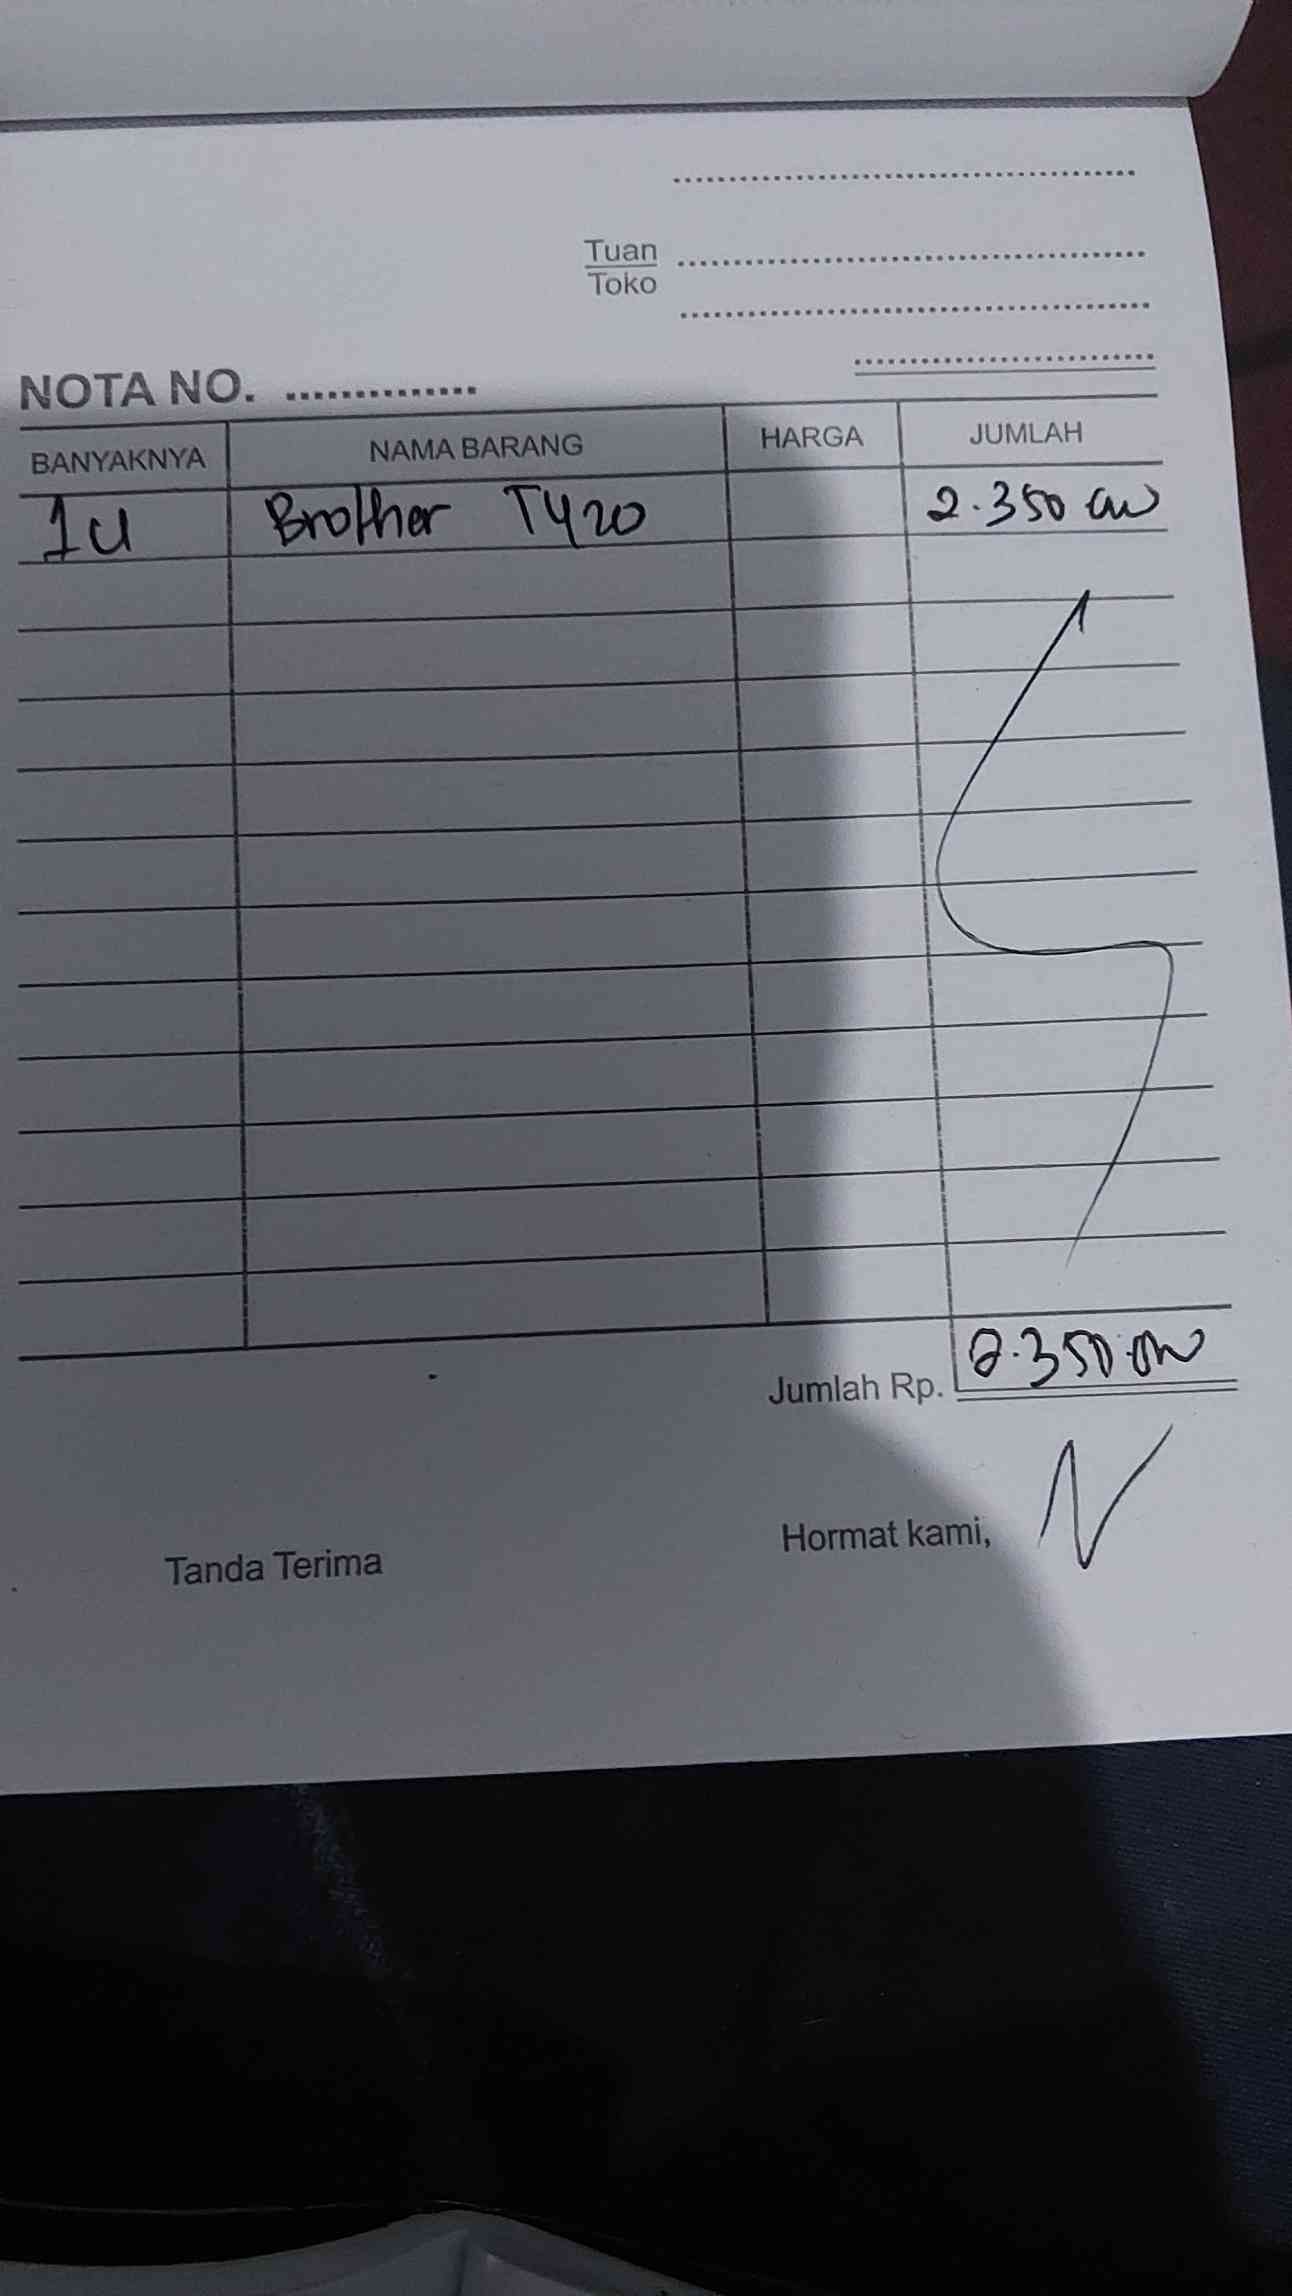 Tuan
Toko
NOTA NO. ..............
BANYAKNYA NAMA BARANG HARGA JUMLAH
1u Brother T420 2.350.000
Jumlah Rp. 2.350.000
Tanda Terima Hormat kami,